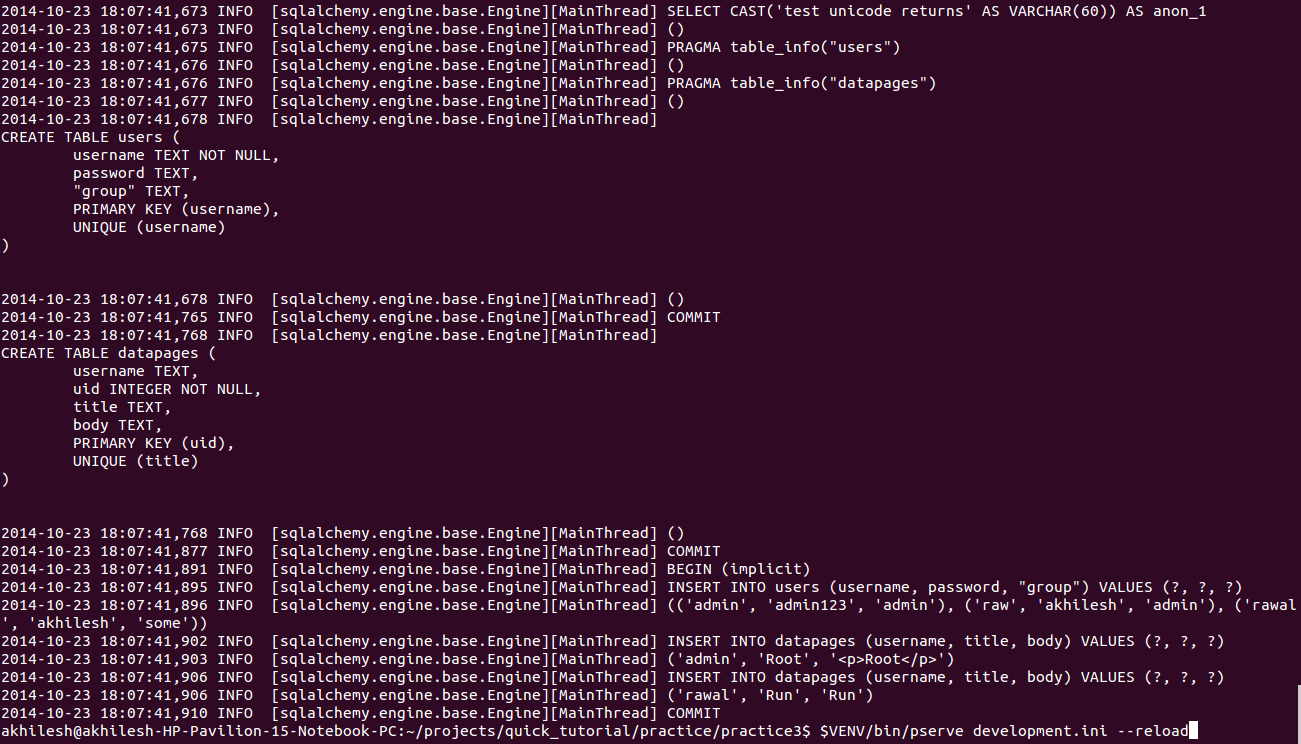 2014-10-23 18:07:41,673 INFO  [sqlalchemy.engine.base.Engine][MainThread] SELECT CAST('test unicode returns' AS VARCHAR(60)) AS anon_1
2014-10-23 18:07:41,673 INFO  [sqlalchemy.engine.base.Engine][MainThread] ()
2014-10-23 18:07:41,675 INFO  [sqlalchemy.engine.base.Engine][MainThread] PRAGMA table_info("users")
2014-10-23 18:07:41,676 INFO  [sqlalchemy.engine.base.Engine][MainThread] ()
2014-10-23 18:07:41,676 INFO  [sqlalchemy.engine.base.Engine][MainThread] PRAGMA table_info("datapages")
2014-10-23 18:07:41,677 INFO  [sqlalchemy.engine.base.Engine][MainThread] ()
2014-10-23 18:07:41,678 INFO  [sqlalchemy.engine.base.Engine][MainThread]
CREATE TABLE users (
        username TEXT NOT NULL,
        password TEXT,
        "group" TEXT,
        PRIMARY KEY (username),
        UNIQUE (username)
)
2014-10-23 18:07:41,678 INFO  [sqlalchemy.engine.base.Engine][MainThread] ()
2014-10-23 18:07:41,765 INFO  [sqlalchemy.engine.base.Engine][MainThread] COMMIT
2014-10-23 18:07:41,768 INFO  [sqlalchemy.engine.base.Engine][MainThread]
CREATE TABLE datapages (
        username TEXT,
        uid INTEGER NOT NULL,
        title TEXT,
        body TEXT,
        PRIMARY KEY (uid),
        UNIQUE (title)
)
2014-10-23 18:07:41,768 INFO  [sqlalchemy.engine.base.Engine][MainThread] ()
2014-10-23 18:07:41,877 INFO  [sqlalchemy.engine.base.Engine][MainThread] COMMIT
2014-10-23 18:07:41,891 INFO  [sqlalchemy.engine.base.Engine][MainThread] BEGIN (implicit)
2014-10-23 18:07:41,895 INFO  [sqlalchemy.engine.base.Engine][MainThread] INSERT INTO users (username, password, "group") VALUES (?, ?, ?)
2014-10-23 18:07:41,896 INFO  [sqlalchemy.engine.base.Engine][MainThread] (('admin', 'admin123', 'admin'), ('raw', 'akhilesh', 'admin'), ('rawal
', 'akhilesh', 'some'))
2014-10-23 18:07:41,902 INFO  [sqlalchemy.engine.base.Engine][MainThread] INSERT INTO datapages (username, title, body) VALUES (?, ?, ?)
2014-10-23 18:07:41,903 INFO  [sqlalchemy.engine.base.Engine][MainThread] ('admin', 'Root', '<p>Root</p>')
2014-10-23 18:07:41,906 INFO  [sqlalchemy.engine.base.Engine][MainThread] INSERT INTO datapages (username, title, body) VALUES (?, ?, ?)
2014-10-23 18:07:41,906 INFO  [sqlalchemy.engine.base.Engine][MainThread] ('rawal', 'Run', 'Run')
2014-10-23 18:07:41,910 INFO  [sqlalchemy.engine.base.Engine][MainThread] COMMIT
akhilesh@akhilesh-HP-Pavilion-15-Notebook-PC:~/projects/quick_tutorial/practice/practice3$ $VENV/bin/pserve development.ini --reload